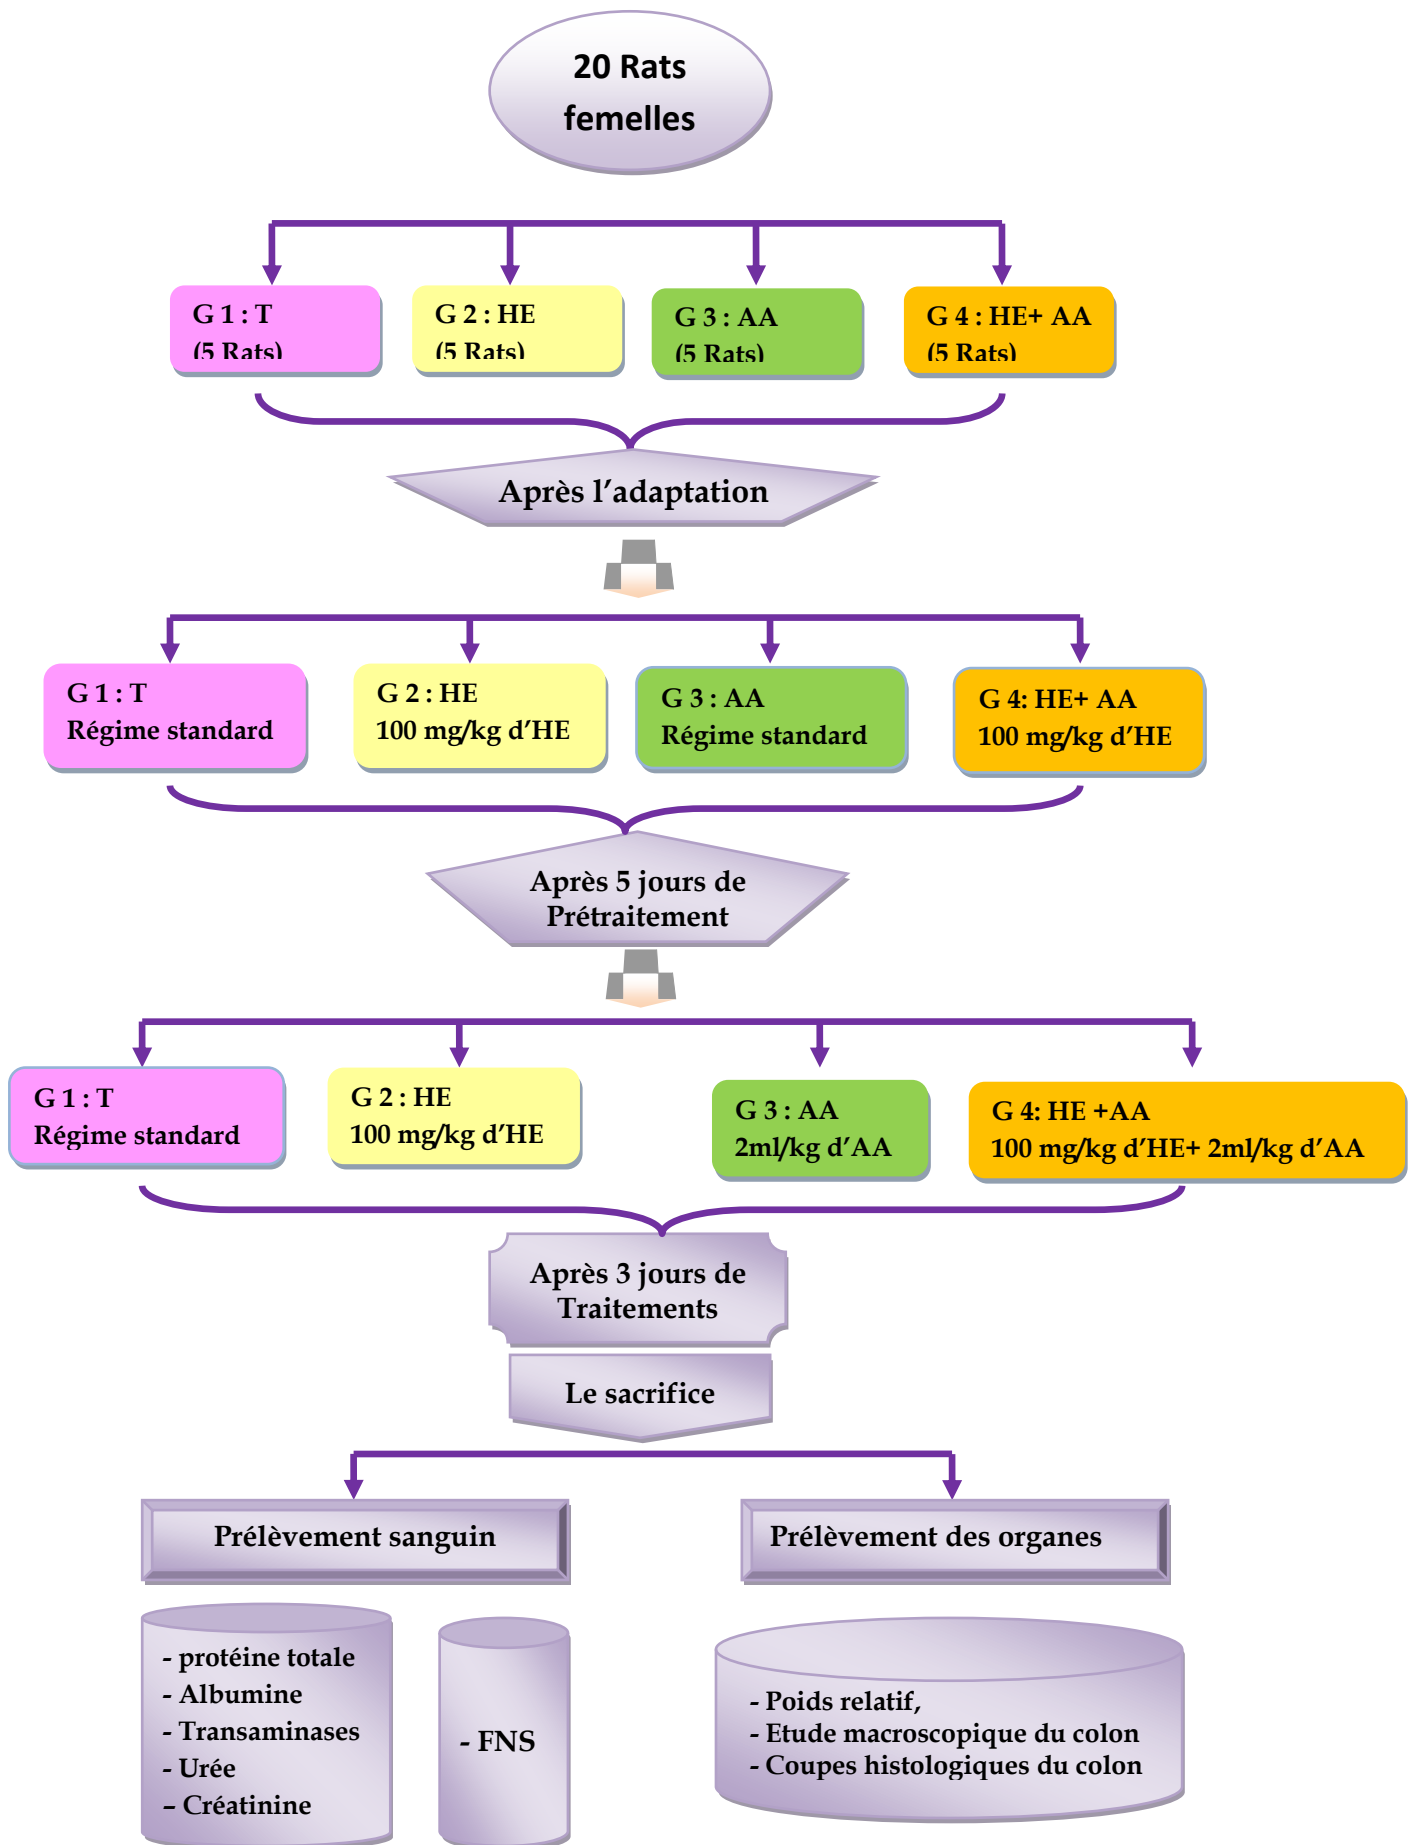 20 Rats
femelles
G 1 : T
(5 Rats)
G 2 : HE
(5 Rats)
G 3 : AA
(5 Rats)
G 4 : HE+ AA
(5 Rats)
Après l’adaptation
G 1 : T
Régime standard
G 2 : HE
100 mg/kg d’HE
G 3 : AA
Régime standard
G 4: HE+ AA
100 mg/kg d’HE
Après 5 jours de
Prétraitement
G 1 : T
Régime standard
G 2 : HE
100 mg/kg d’HE
G 3 : AA
2ml/kg d’AA
G 4: HE +AA
100 mg/kg d’HE+ 2ml/kg d’AA
Après 3 jours de
Traitements
Le sacrifice
Prélèvement sanguin
Prélèvement des organes
- protéine totale
- Albumine
- Transaminases
- Urée
– Créatinine
- FNS
- Poids relatif,
- Etude macroscopique du colon
- Coupes histologiques du colon